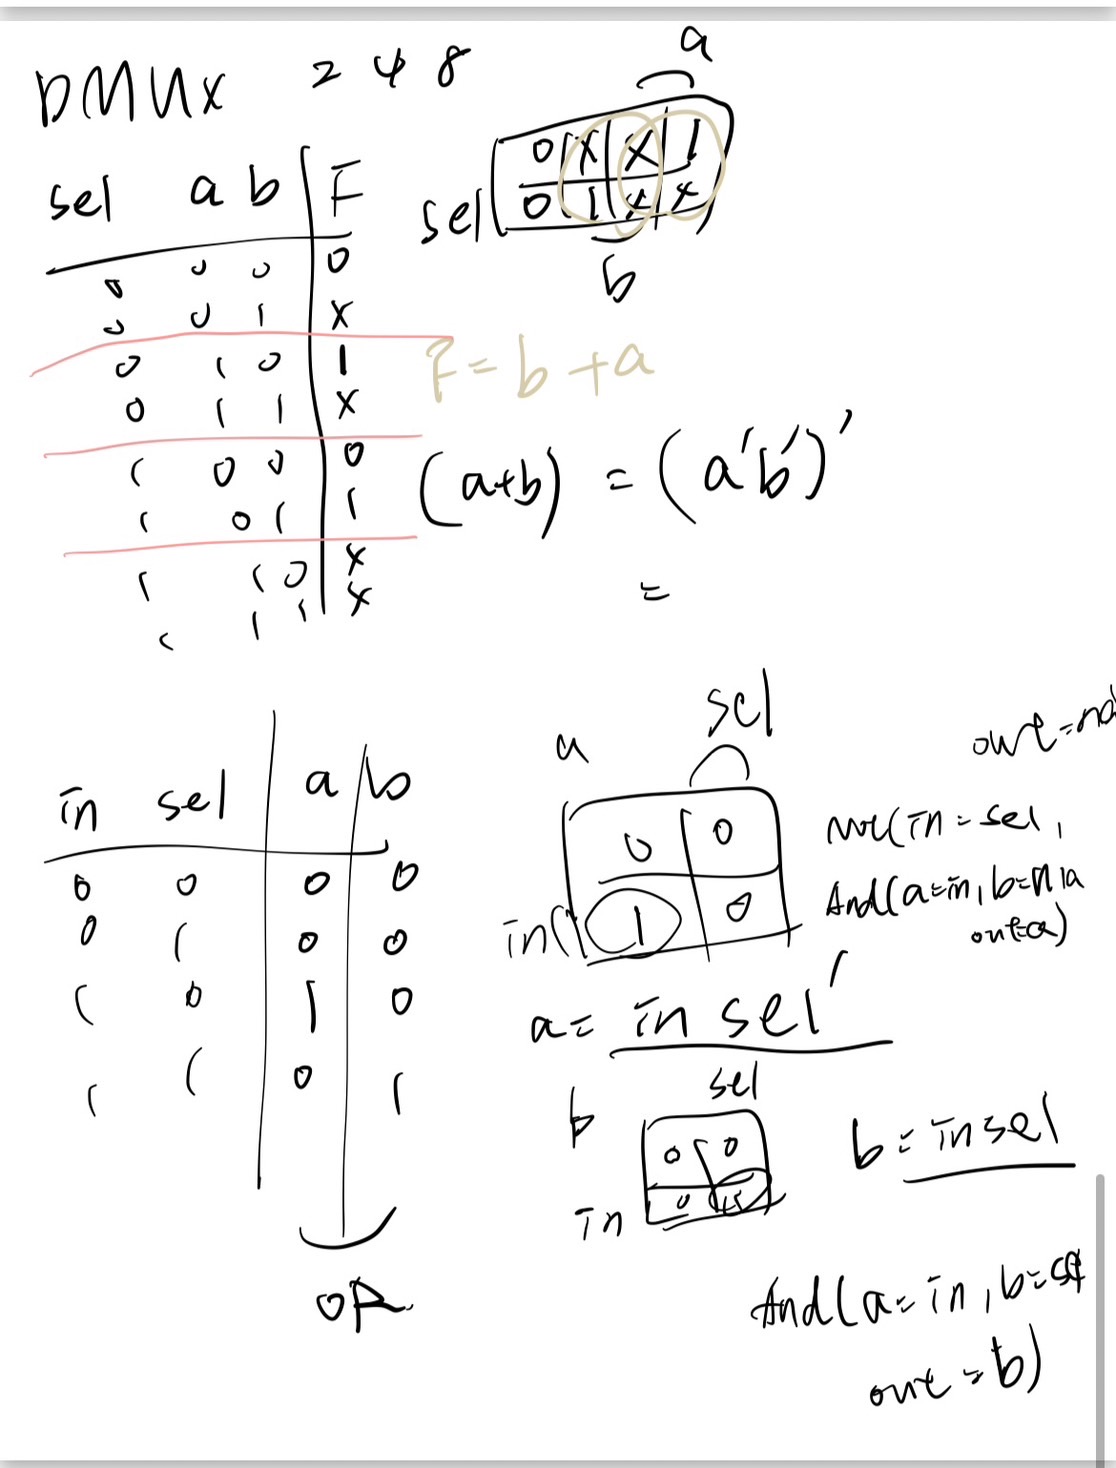 DMUX 2 4 8
a
sel a b F
sel 0 x x 1
0 1 x x
b
0 0 0 0
0 0 1 x
0 1 0 1
0 1 1 x
1 0 0 0
1 0 1 1
1 1 0 x
1 1 1 x
F = b + a
(a+b) = (a'b')'
=
in sel a b
0 0 0 0
0 1 0 0
1 0 1 0
1 1 0 1
OR
a sel
0 0
in 1 0
out=not
Not(in=sel,
And(a=in, b=
out=a)
a= in sel'
b sel
0 0
in 0
b = in sel
And(a=in, b=sel
out=b)